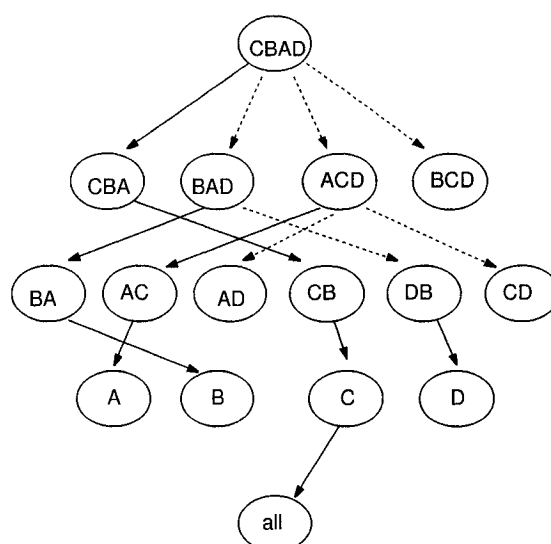 CBAD
CBA BAD ACD BCD
BA AC AD CB DB CD
A B C D
all